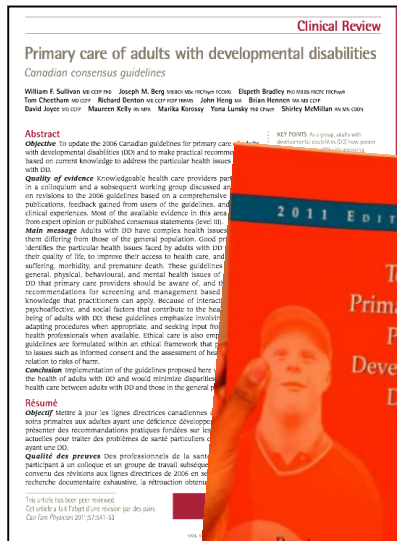 Clinical Review
Primary care of adults with developmental disabilities
Canadian consensus guidelines
William F. Sullivan MD CCFP PhD Joseph M. Berg MB BCh MSc FRCPsych FCCMG Elspeth Bradley PhD MB BS FRCPC FRCPsych
Tom Cheetham MD CCFP Richard Denton MD CCFP FCFP FRRMS John Heng MA Brian Hennen MA MD CCFP
David Joyce MD CCFP Maureen Kelly RN MPA Marika Korossy Yona Lunsky PhD CPsych Shirley McMillan RN MN CDDN
Abstract
Objective To update the 2006 Canadian guidelines for primary care
with developmental disabilities (DD) and to make practical recomm
based on current knowledge to address the particular health issues
with DD.
Quality of evidence Knowledgeable health care providers part
in a colloquium and a subsequent working group discussed an
on revisions to the 2006 guidelines based on a comprehensive
publications, feedback gained from users of the guidelines, and
clinical experiences. Most of the available evidence in this area
from expert opinion or published consensus statements (level III).
Main message Adults with DD have complex health issues
them differing from those of the general population. Good pr
identifies the particular health issues faced by adults with DD
their quality of life, to improve their access to health care, and
suffering, morbidity, and premature death. These guidelines
general, physical, behavioural, and mental health issues of
DD that primary care providers should be aware of, and th
recommendations for screening and management based
knowledge that practitioners can apply. Because of interact
psychoactive, and social factors that contribute to the hea
being of adults with DD, these guidelines emphasize involvin
adapting procedures when appropriate, and seeking input fro
health professionals when available. Ethical care is also emp
guidelines are formulated within an ethical framework that p
to issues such as informed consent and the assessment of hea
relation to risks of harm.
Conclusion Implementation of the guidelines proposed here w
the health of adults with DD and would minimize disparities
health care between adults with DD and those in the general p
Résumé
Objectif Mettre à jour les lignes directrices canadiennes
soins primaires aux adultes ayant une déficience développe
présenter des recommandations pratiques fondées sur les
actuelles pour traiter des problèmes de santé particuliers
ayant une DD.
Qualité des preuves Des professionnels de la santé
participant à un colloque et un groupe de travail subséqu
convenu des révisions aux lignes directrices de 2006 en se
recherche documentaire exhaustive, la rétroaction obtenu
This article has been peer reviewed.
Cet article a fait l'objet d'une révision par des pairs.
Can Fam Physician 2011;57:541-53
KEY POINTS As a group, adults with
developmental disabilities (DD) have poorer
2011 EDIT
To
Prima
P
Deve
D